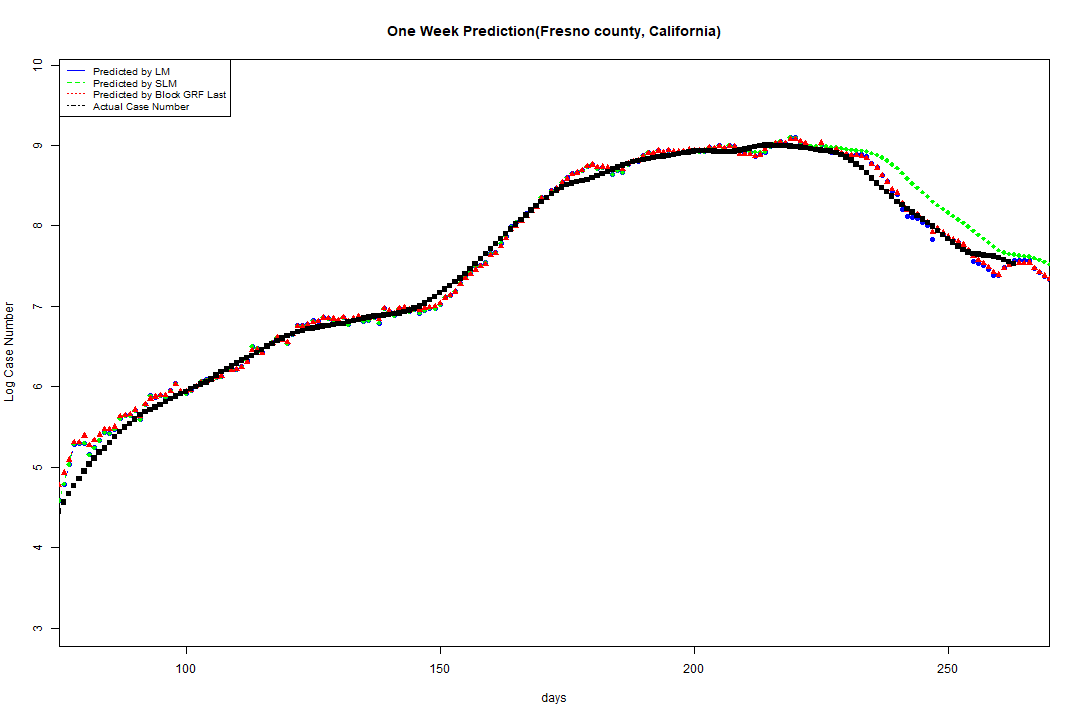 One Week Prediction(Fresno county, California)
Predicted by LM
Predicted by SLM
Predicted by Block GRF Last
Actual Case Number
10
9
8
7
6
5
4
3
Log Case Number
100 150 200 250
days